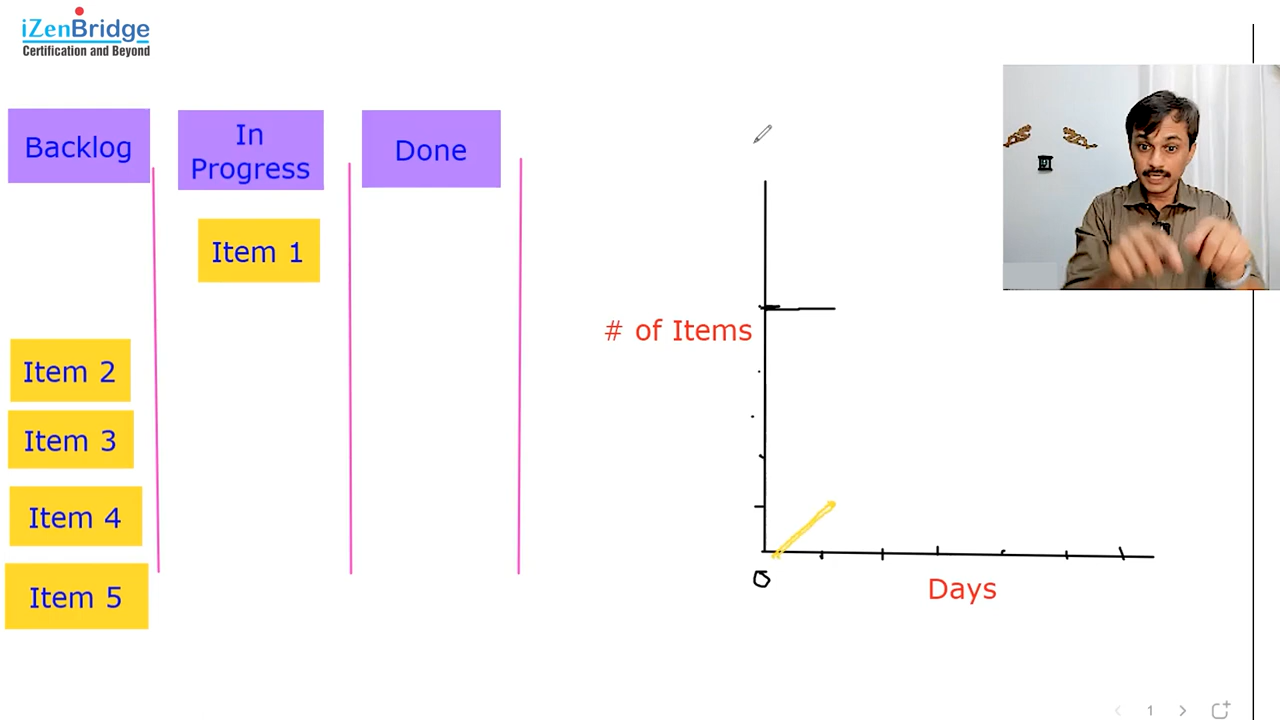 iZenBridge
Certification and Beyond
Backlog
In
Progress
Done
Item 1
Item 2
Item 3
Item 4
Item 5
# of Items
0
Days
1